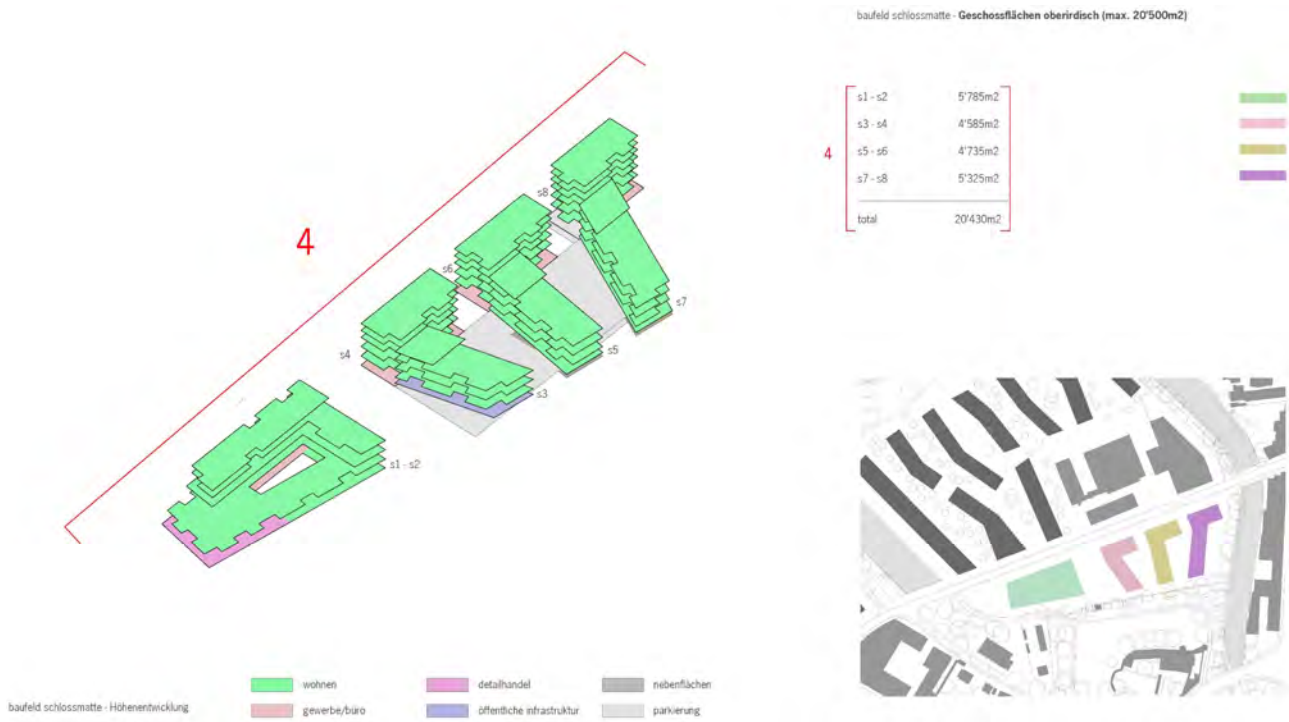 baufeld schlossmatte - Geschossflächen oberirdisch (max. 20'500m2)
s1 - s2 5'785m2
s3 - s4 4'585m2
4
s5 - s6 4'735m2
s7 - s8 5'325m2
total 20'430m2
4
s8
s6
s7
s4
s5
s3
s1 - s2
wohnen
detailhandel
nebenflächen
baufeld schlossmatte - Höhenentwicklung
gewerbe/büro
öffentliche infrastruktur
parkierung